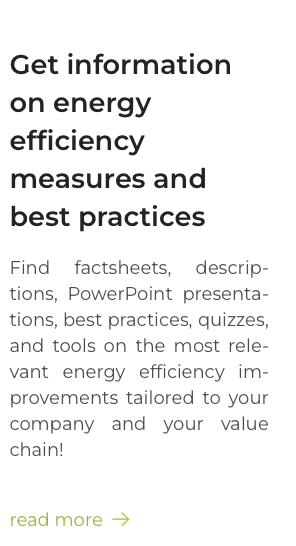 Get information
on energy
efficiency
measures and
best practices
Find factsheets, descrip-
tions, PowerPoint presenta-
tions, best practices, quizzes,
and tools on the most rele-
vant energy efficiency im-
provements tailored to your
company and your value
chain!
read more →